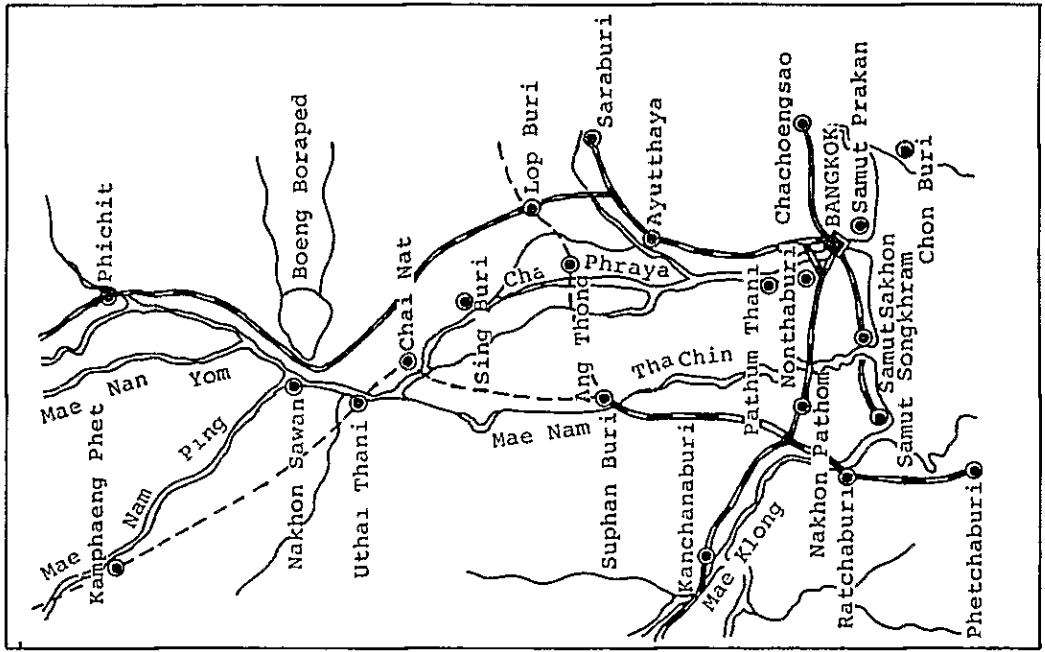 Phichit
Mae Nan Yom
Boeng Boraped
Mae Nam Ping
Kamphaeng Phet
Nakhon Sawan
Uthai Thani
Chai Nat
Sing Buri
Lop Buri
Saraburi
Ang Thong
Cha Phraya
Ayutthaya
Suphan Buri
Mae Nam Tha Chin
Pathum Thani
Nonthaburi
Chachoengsao
BANGKOK
Samut Prakan
Chon Buri
Kanchanaburi
Mae Klong
Nakhon Pathom
Samut Sakhon
Samut Songkhram
Ratchaburi
Phetchaburi